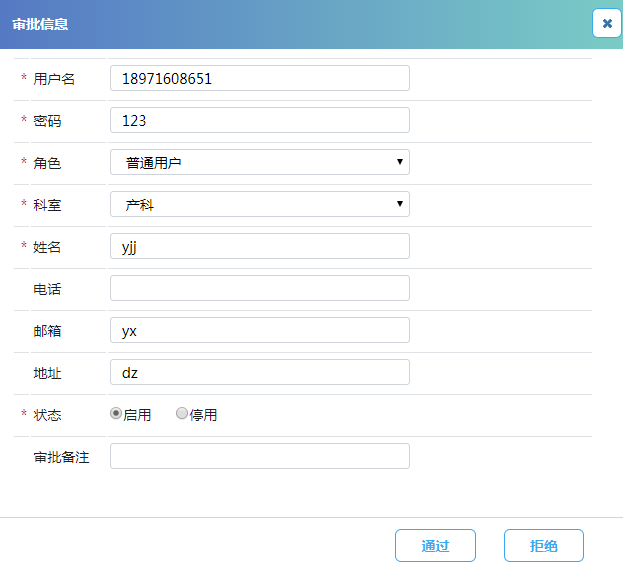 审批信息
* 用户名 18971608651
* 密码 123
* 角色 普通用户
* 科室 产科
* 姓名 yjj
电话
邮箱 yx
地址 dz
* 状态 启用 停用
审批备注
通过 拒绝